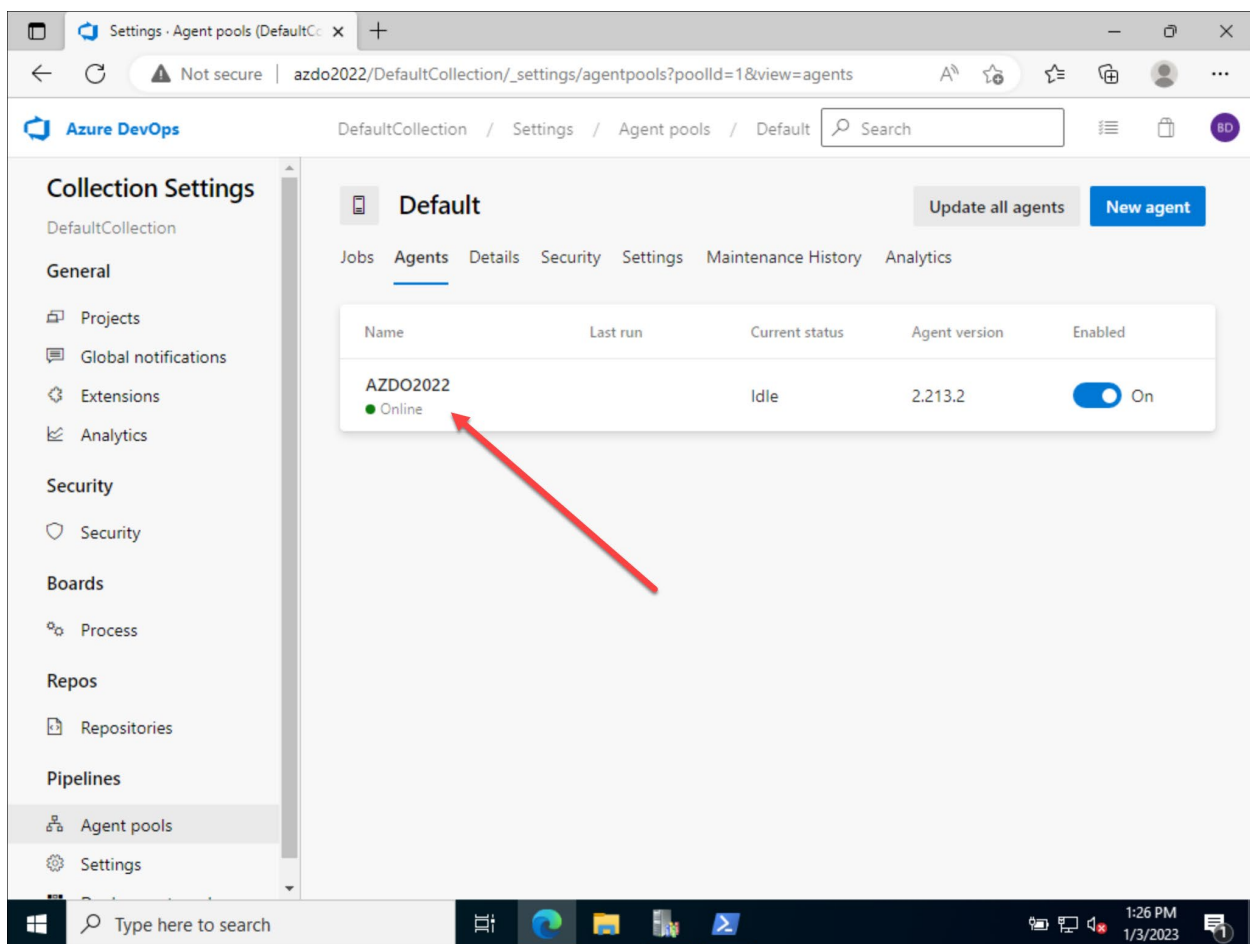 Settings · Agent pools (DefaultCo
Not secure | azdo2022/DefaultCollection/_settings/agentpools?poolId=1&view=agents
Azure DevOps
DefaultCollection / Settings / Agent pools / Default
Search
BD
Collection Settings
DefaultCollection
General
Projects
Global notifications
Extensions
Analytics
Security
Security
Boards
Process
Repos
Repositories
Pipelines
Agent pools
Settings
Default
Update all agents
New agent
Jobs Agents Details Security Settings Maintenance History Analytics
Name Last run Current status Agent version Enabled
AZDO2022 Idle 2.213.2 On
Online
Type here to search
1:26 PM
1/3/2023
1